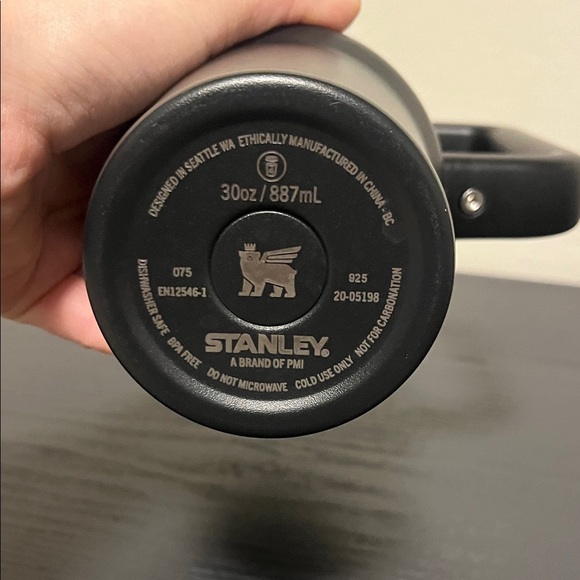 DESIGNED IN SEATTLE WA ETHICALLY MANUFACTURED IN CHINA - BC
30oz / 887mL
075
EN12546-1
925
20-05198
STANLEY®
A BRAND OF PMI
DISHWASHER SAFE BPA FREE DO NOT MICROWAVE COLD USE ONLY NOT FOR CARBONATION